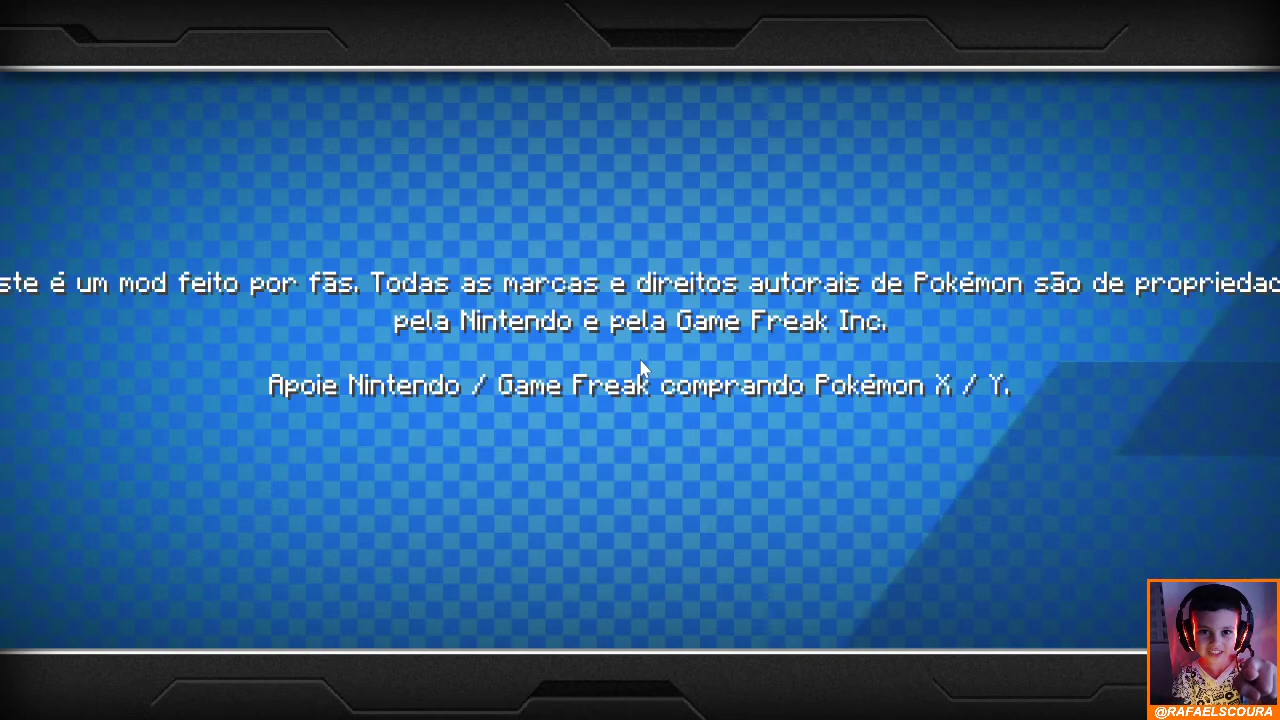 ste é um mod feito por fãs. Todas as marcas e direitos autorais de Pokémon são de propriedad
pela Nintendo e pela Game Freak Inc.
Apoie Nintendo / Game Freak comprando Pokémon X / Y.
@RAFAELSCOURA